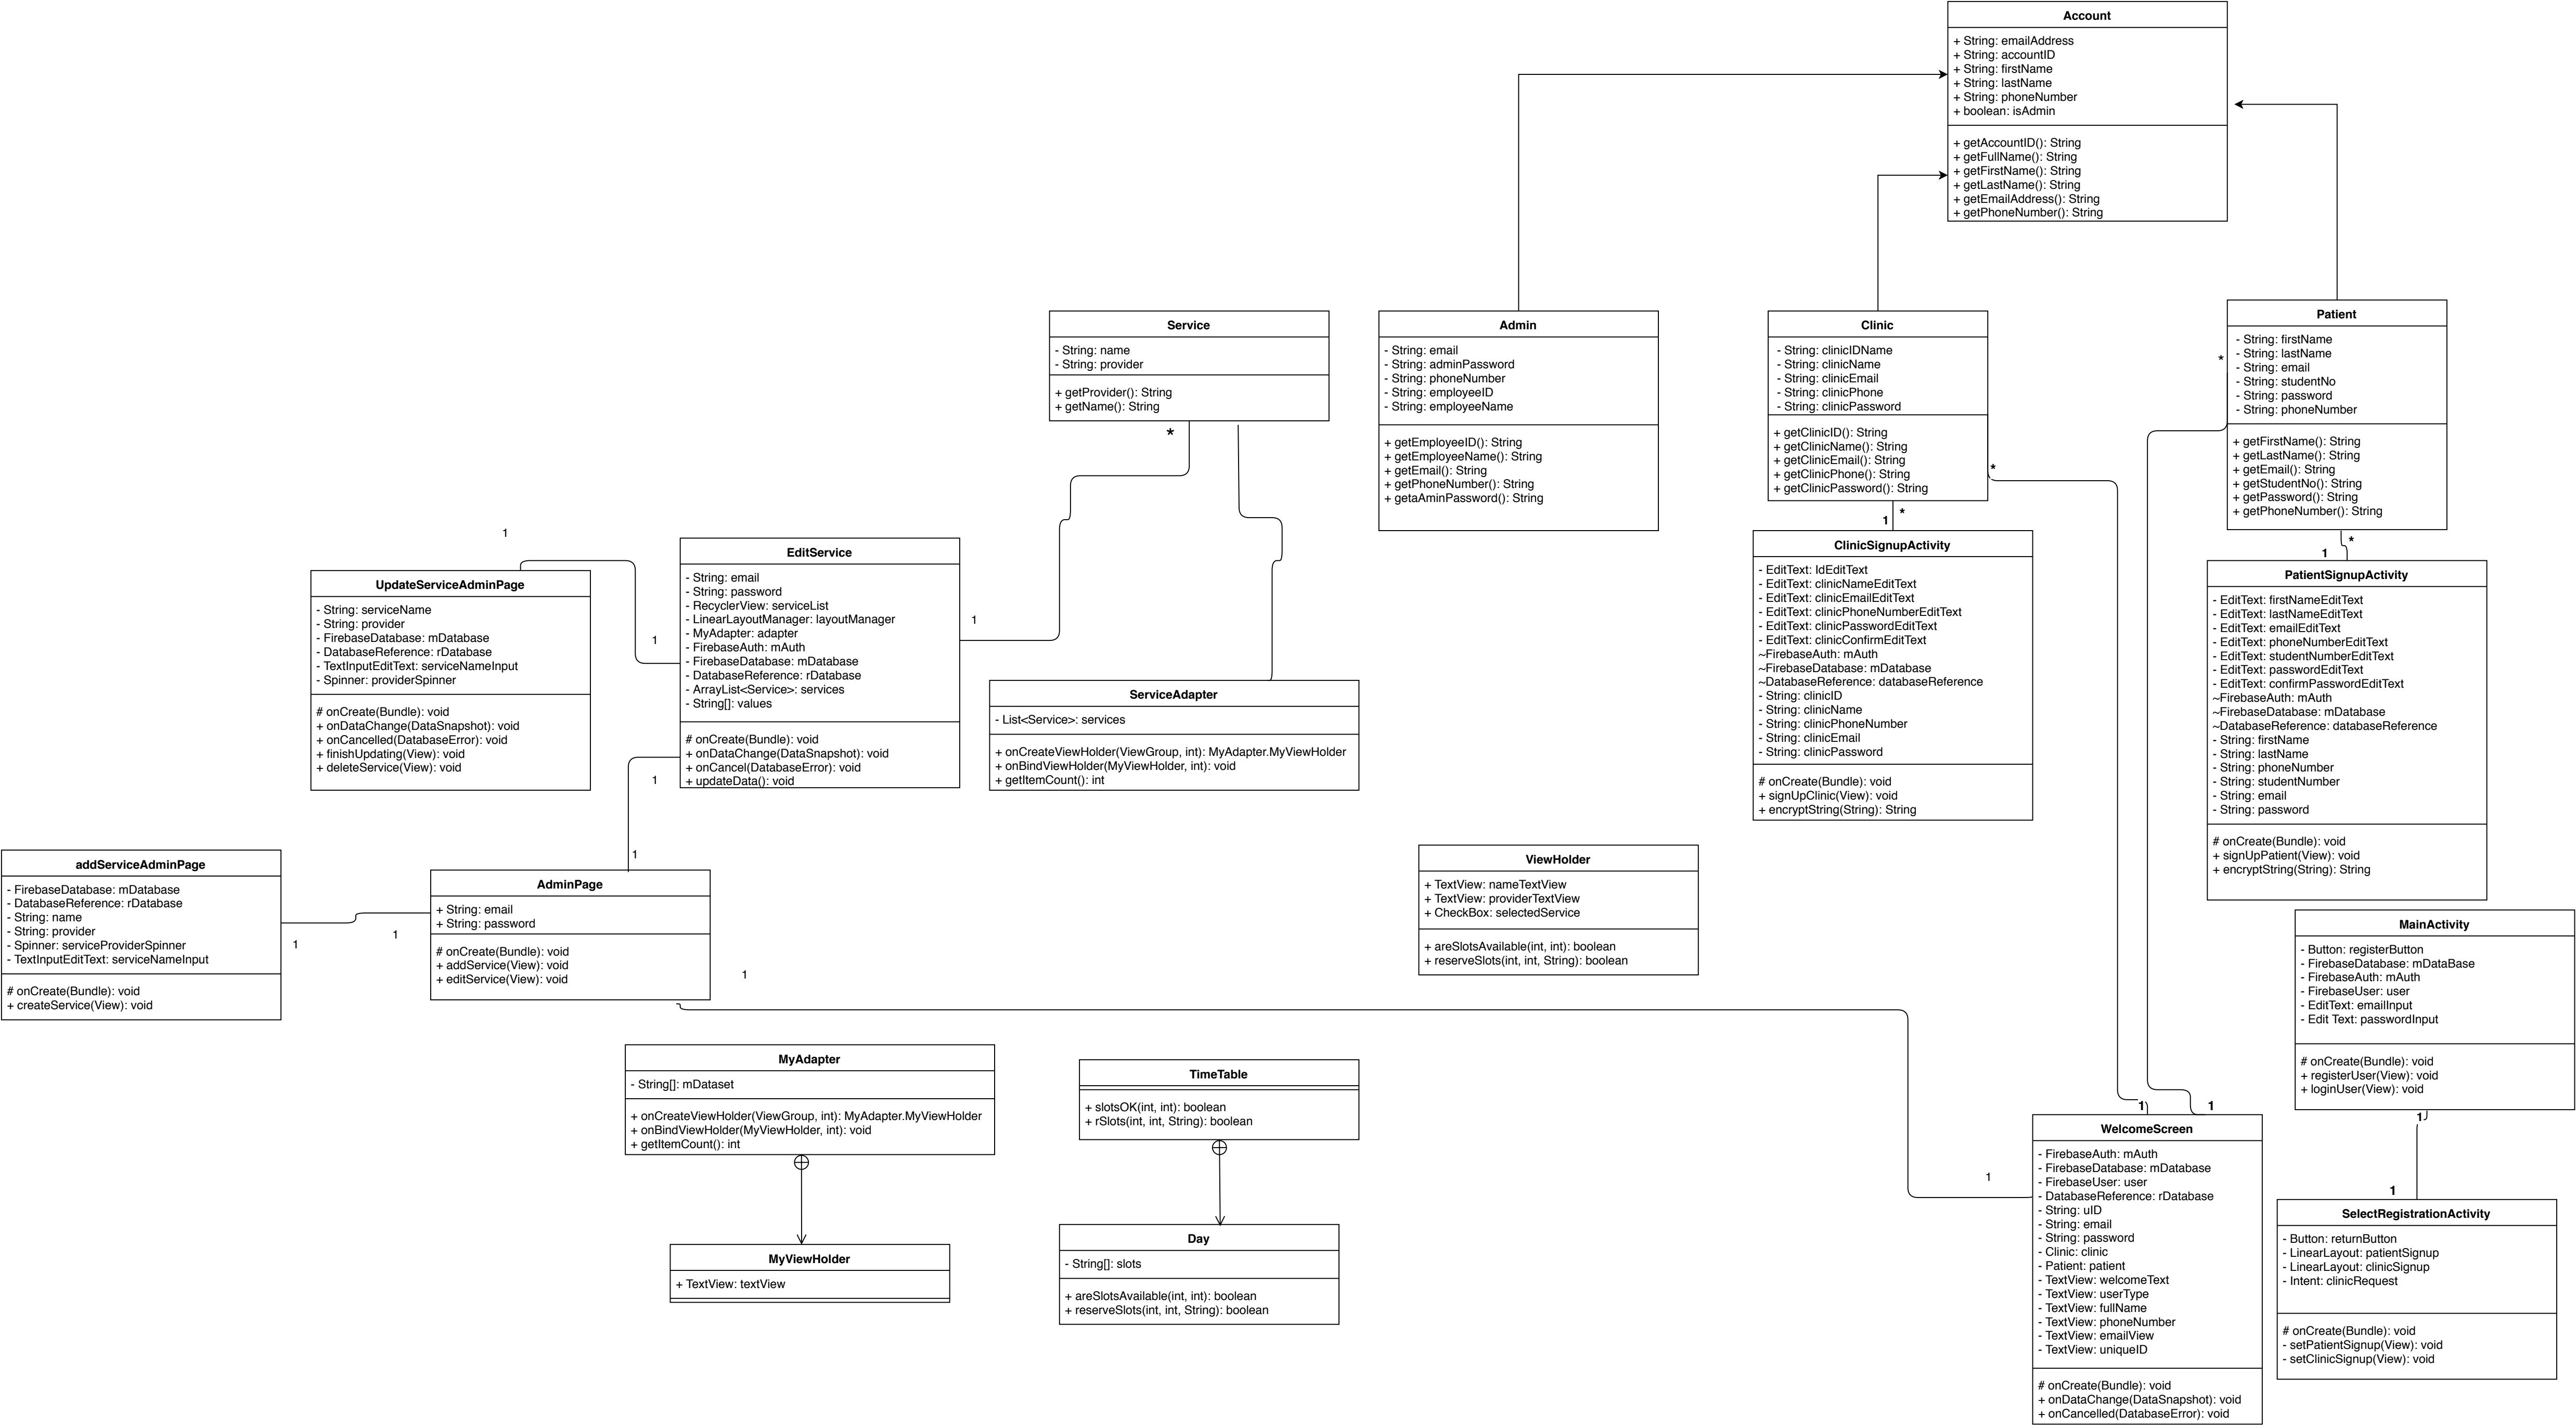 Account
+ String: emailAddress
+ String: accountID
+ String: firstName
+ String: lastName
+ String: phoneNumber
+ boolean: isAdmin
+ getAccountID(): String
+ getFullName(): String
+ getFirstName(): String
+ getLastName(): String
+ getEmailAddress(): String
+ getPhoneNumber(): String
Service
- String: name
- String: provider
+ getProvider(): String
+ getName(): String
*
Admin
- String: email
- String: adminPassword
- String: phoneNumber
- String: employeeID
- String: employeeName
+ getEmployeeID(): String
+ getEmployeeName(): String
+ getEmail(): String
+ getPhoneNumber(): String
+ getaAminPassword(): String
Clinic
- String: clinicIDName
- String: clinicName
- String: clinicEmail
- String: clinicPhone
- String: clinicPassword
+ getClinicID(): String
+ getClinicName(): String
+ getClinicEmail(): String
+ getClinicPhone(): String
+ getClinicPassword(): String
*
1
*
Patient
- String: firstName
- String: lastName
- String: email
- String: studentNo
- String: password
- String: phoneNumber
+ getFirstName(): String
+ getLastName(): String
+ getEmail(): String
+ getStudentNo(): String
+ getPassword(): String
+ getPhoneNumber(): String
*
1
*
1
UpdateServiceAdminPage
- String: serviceName
- String: provider
- FirebaseDatabase: mDatabase
- DatabaseReference: rDatabase
- TextInputEditText: serviceNameInput
- Spinner: providerSpinner
# onCreate(Bundle): void
+ onDataChange(DataSnapshot): void
+ onCancelled(DatabaseError): void
+ finishUpdating(View): void
+ deleteService(View): void
1
1
1
EditService
- String: email
- String: password
- RecyclerView: serviceList
- LinearLayoutManager: layoutManager
- MyAdapter: adapter
- FirebaseAuth: mAuth
- FirebaseDatabase: mDatabase
- DatabaseReference: rDatabase
- ArrayList<Service>: services
- String[]: values
# onCreate(Bundle): void
+ onDataChange(DataSnapshot): void
+ onCancel(DatabaseError): void
+ updateData(): void
1
ServiceAdapter
- List<Service>: services
+ onCreateViewHolder(ViewGroup, int): MyAdapter.MyViewHolder
+ onBindViewHolder(MyViewHolder, int): void
+ getItemCount(): int
ClinicSignupActivity
- EditText: IdEditText
- EditText: clinicNameEditText
- EditText: clinicEmailEditText
- EditText: clinicPhoneNumberEditText
- EditText: clinicPasswordEditText
- EditText: clinicConfirmEditText
~FirebaseAuth: mAuth
~FirebaseDatabase: mDatabase
~DatabaseReference: databaseReference
- String: clinicID
- String: clinicName
- String: clinicPhoneNumber
- String: clinicEmail
- String: clinicPassword
# onCreate(Bundle): void
+ signUpClinic(View): void
+ encryptString(String): String
PatientSignupActivity
- EditText: firstNameEditText
- EditText: lastNameEditText
- EditText: emailEditText
- EditText: phoneNumberEditText
- EditText: studentNumberEditText
- EditText: passwordEditText
- EditText: confirmPasswordEditText
~FirebaseAuth: mAuth
~FirebaseDatabase: mDatabase
~DatabaseReference: databaseReference
- String: firstName
- String: lastName
- String: phoneNumber
- String: studentNumber
- String: email
- String: password
# onCreate(Bundle): void
+ signUpPatient(View): void
+ encryptString(String): String
addServiceAdminPage
- FirebaseDatabase: mDatabase
- DatabaseReference: rDatabase
- String: name
- String: provider
- Spinner: serviceProviderSpinner
- TextInputEditText: serviceNameInput
# onCreate(Bundle): void
+ createService(View): void
1
1
1
AdminPage
+ String: email
+ String: password
# onCreate(Bundle): void
+ addService(View): void
+ editService(View): void
1
ViewHolder
+ TextView: nameTextView
+ TextView: providerTextView
+ CheckBox: selectedService
+ areSlotsAvailable(int, int): boolean
+ reserveSlots(int, int, String): boolean
MainActivity
- Button: registerButton
- FirebaseDatabase: mDataBase
- FirebaseAuth: mAuth
- FirebaseUser: user
- EditText: emailInput
- Edit Text: passwordInput
# onCreate(Bundle): void
+ registerUser(View): void
+ loginUser(View): void
1
1
MyAdapter
- String[]: mDataset
+ onCreateViewHolder(ViewGroup, int): MyAdapter.MyViewHolder
+ onBindViewHolder(MyViewHolder, int): void
+ getItemCount(): int
TimeTable
+ slotsOK(int, int): boolean
+ rSlots(int, int, String): boolean
MyViewHolder
+ TextView: textView
Day
- String[]: slots
+ areSlotsAvailable(int, int): boolean
+ reserveSlots(int, int, String): boolean
1
1
1
WelcomeScreen
- FirebaseAuth: mAuth
- FirebaseDatabase: mDatabase
- FirebaseUser: user
- DatabaseReference: rDatabase
- String: uID
- String: email
- String: password
- Clinic: clinic
- Patient: patient
- TextView: welcomeText
- TextView: userType
- TextView: fullName
- TextView: phoneNumber
- TextView: emailView
- TextView: uniqueID
# onCreate(Bundle): void
+ onDataChange(DataSnapshot): void
+ onCancelled(DatabaseError): void
SelectRegistrationActivity
- Button: returnButton
- LinearLayout: patientSignup
- LinearLayout: clinicSignup
- Intent: clinicRequest
# onCreate(Bundle): void
- setPatientSignup(View): void
- setClinicSignup(View): void